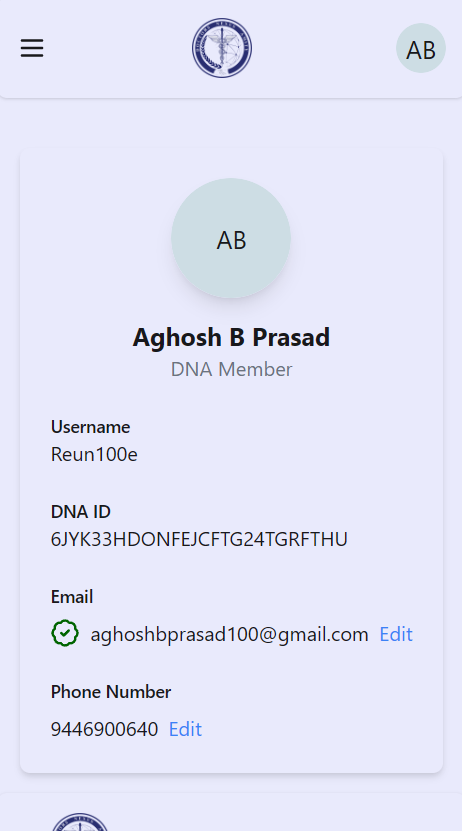 AB
AB
Aghosh B Prasad
DNA Member
Username
Reun100e
DNA ID
6JYK33HDONFEJCFTG24TGRFTHU
Email
aghoshbprasad100@gmail.com Edit
Phone Number
9446900640 Edit